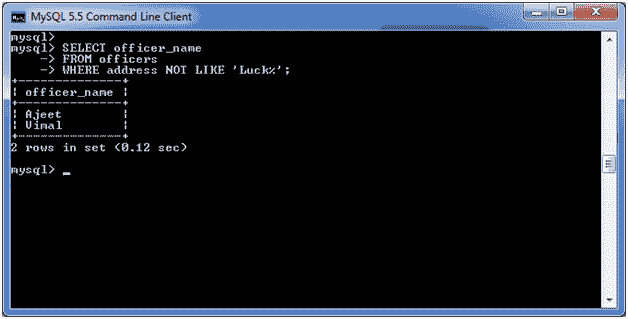 MySQL 5.5 Command Line Client
mysql>
mysql> SELECT officer_name
    -> FROM officers
    -> WHERE address NOT LIKE 'Luck%';
+--------------+
| officer_name |
+--------------+
| Ajeet        |
| Vimal        |
+--------------+
2 rows in set (0.12 sec)
mysql> _